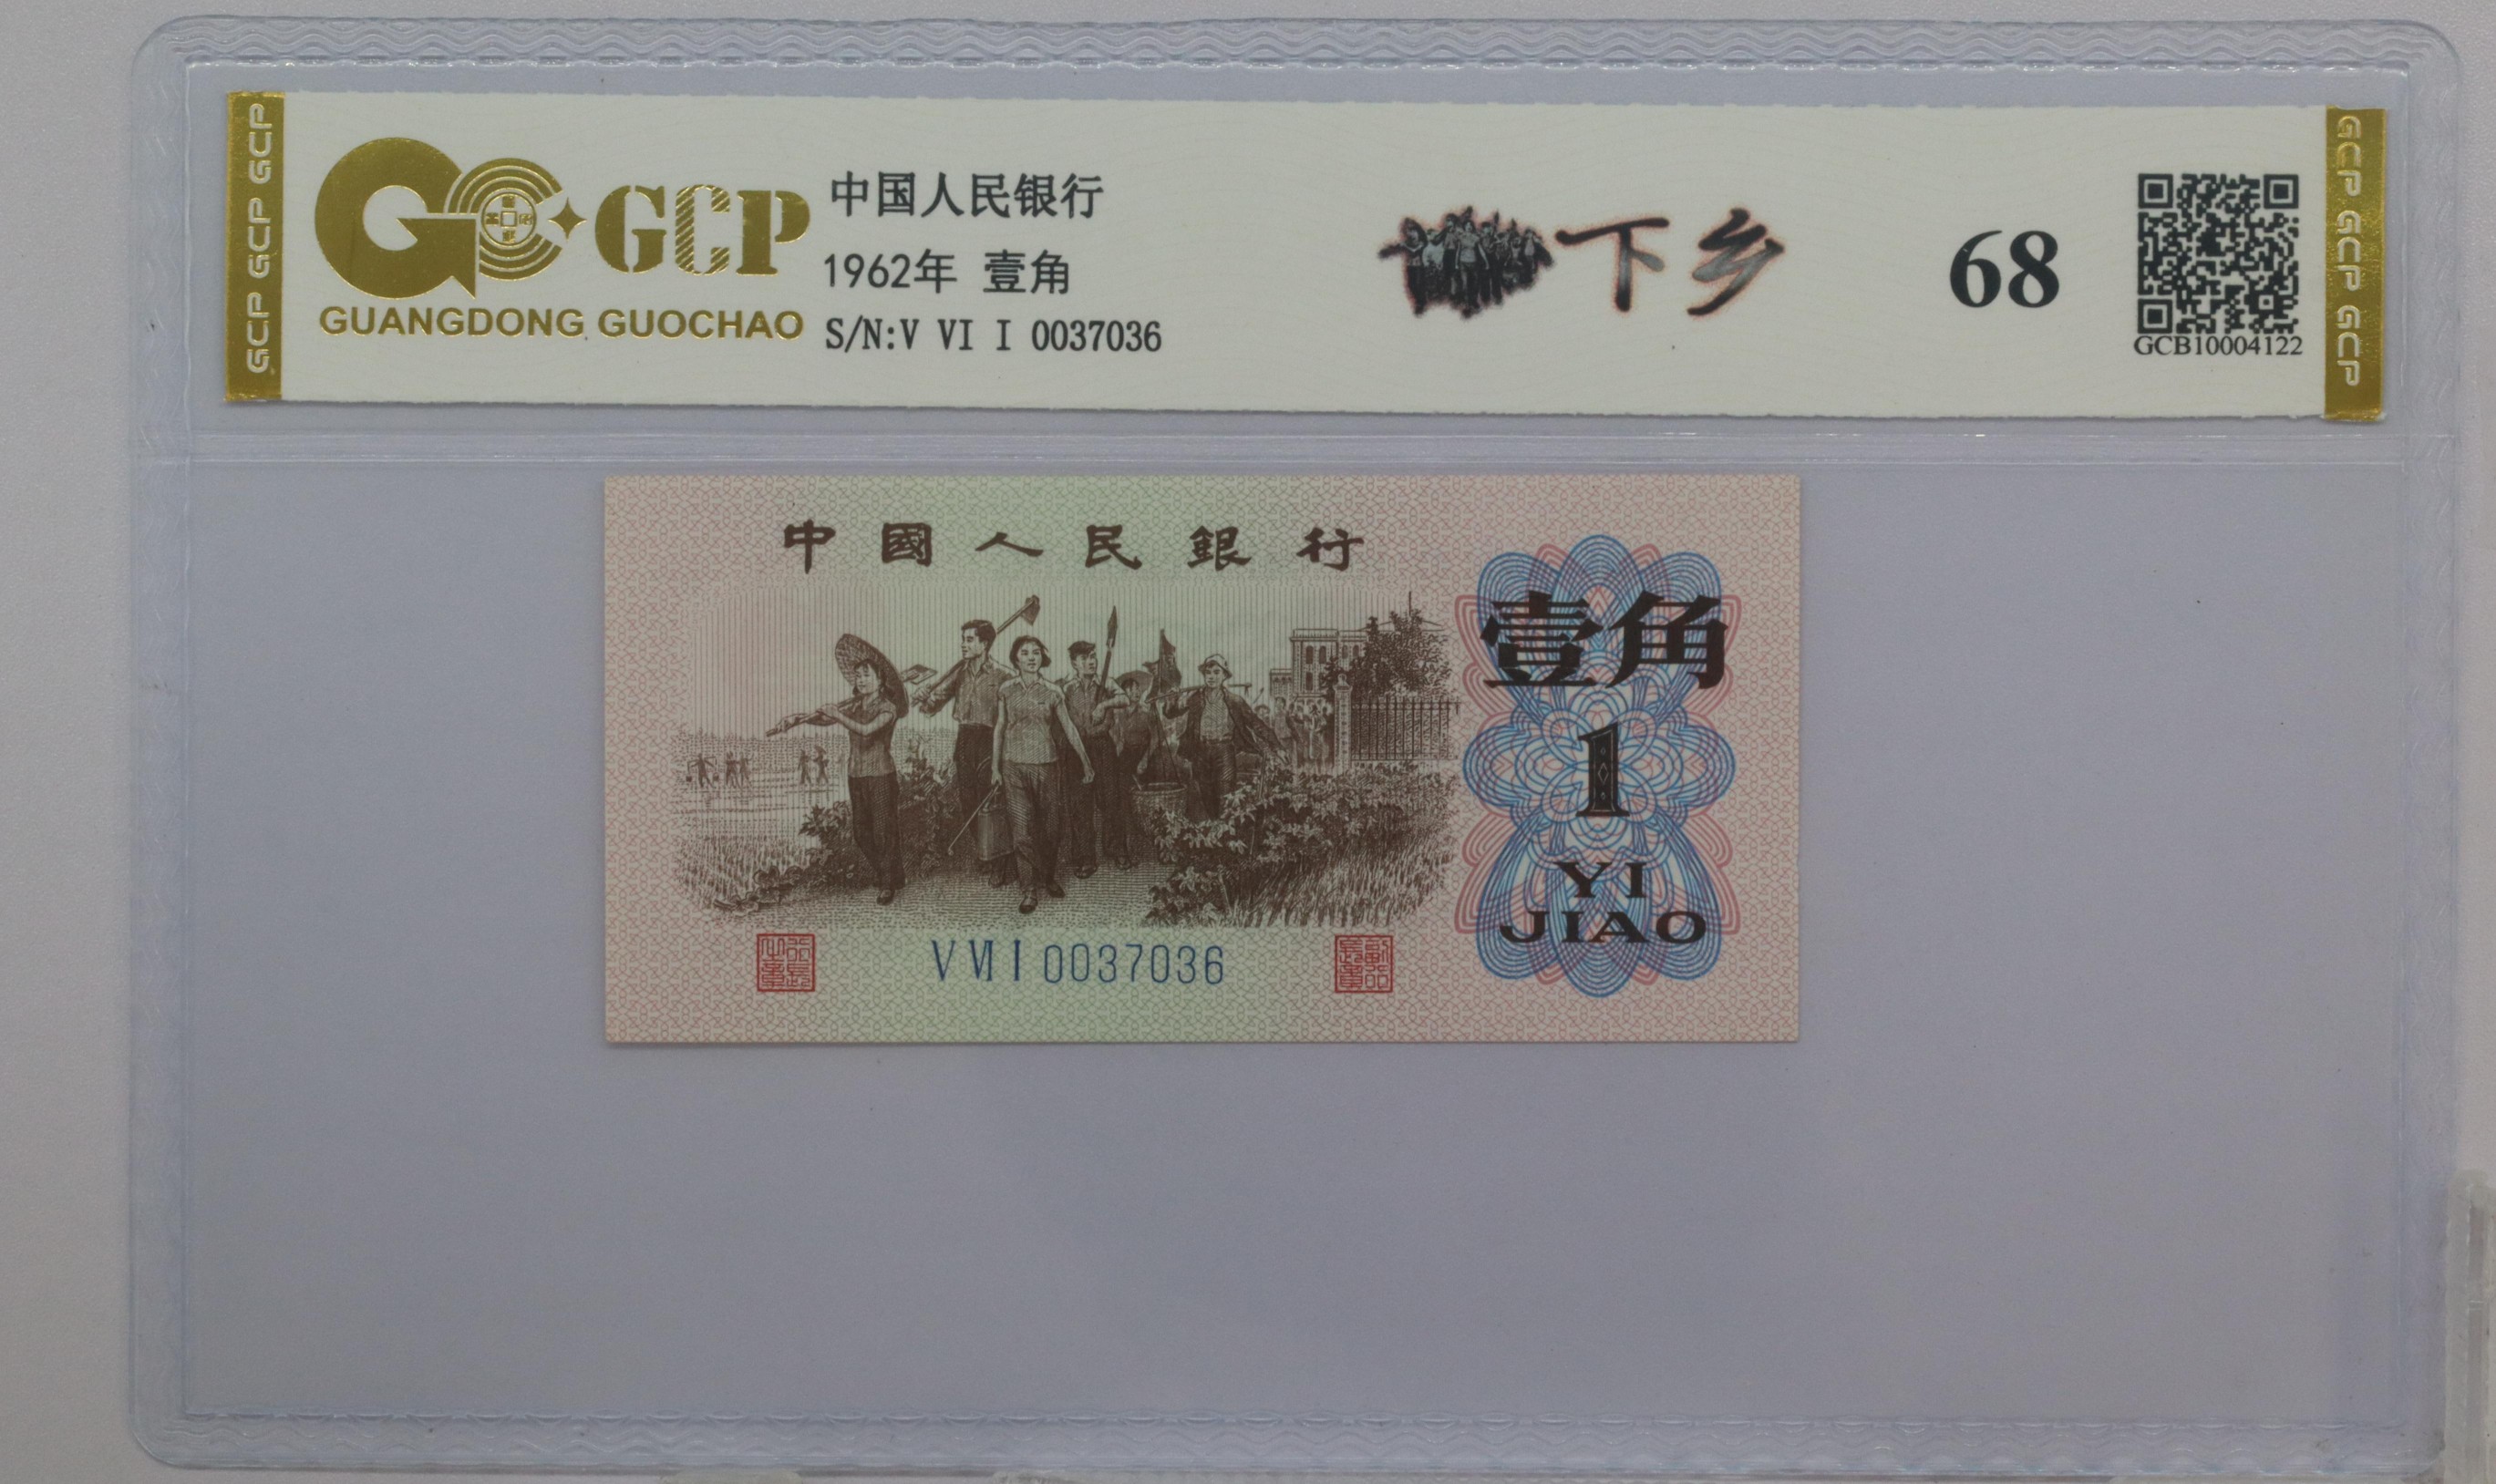 GCP GCP GCP
GCP
GUANGDONG GUOCHAO
中国人民银行
1962年 壹角
S/N:V VI I 0037036
下乡
68
GCB10004122
GCP GCP GCP
中國人民銀行
壹角
1
YI
JIAO
V VI I 0037036